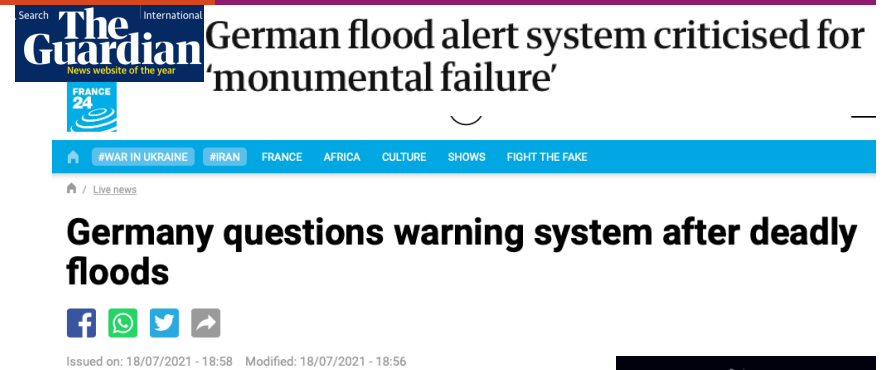 Search
International
The
Guardian
News website of the year
German flood alert system criticised for
‘monumental failure’
FRANCE
24
#WAR IN UKRAINE #IRAN FRANCE AFRICA CULTURE SHOWS FIGHT THE FAKE
/ Live news
Germany questions warning system after deadly
floods
Issued on: 18/07/2021 - 18:58 Modified: 18/07/2021 - 18:56